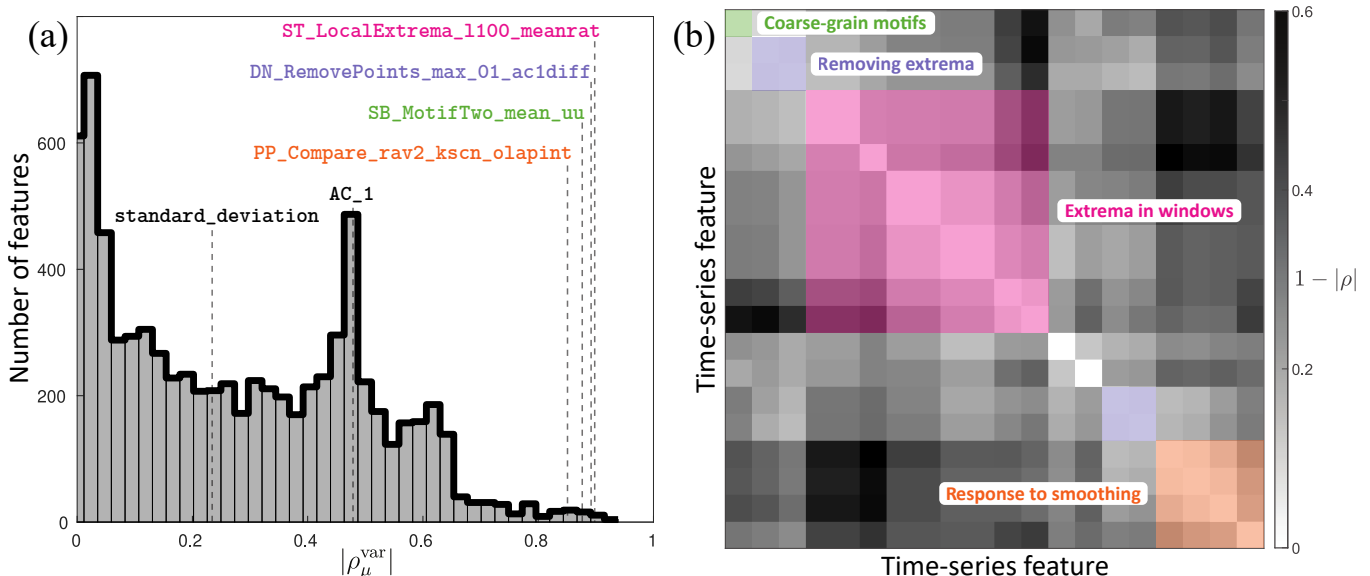 (a)
ST_LocalExtrema_l100_meanrat
DN_RemovePoints_max_01_ac1diff
SB_MotifTwo_mean_uu
PP_Compare_rav2_kscn_olapint
AC_1
standard_deviation
Number of features
600
400
200
0
0
0.2
0.4
0.6
0.8
1
|ρ_μ^var|
(b)
Coarse-grain motifs
Removing extrema
Extrema in windows
Response to smoothing
Time-series feature
Time-series feature
0.6
0.4
1 − |ρ|
0.2
0